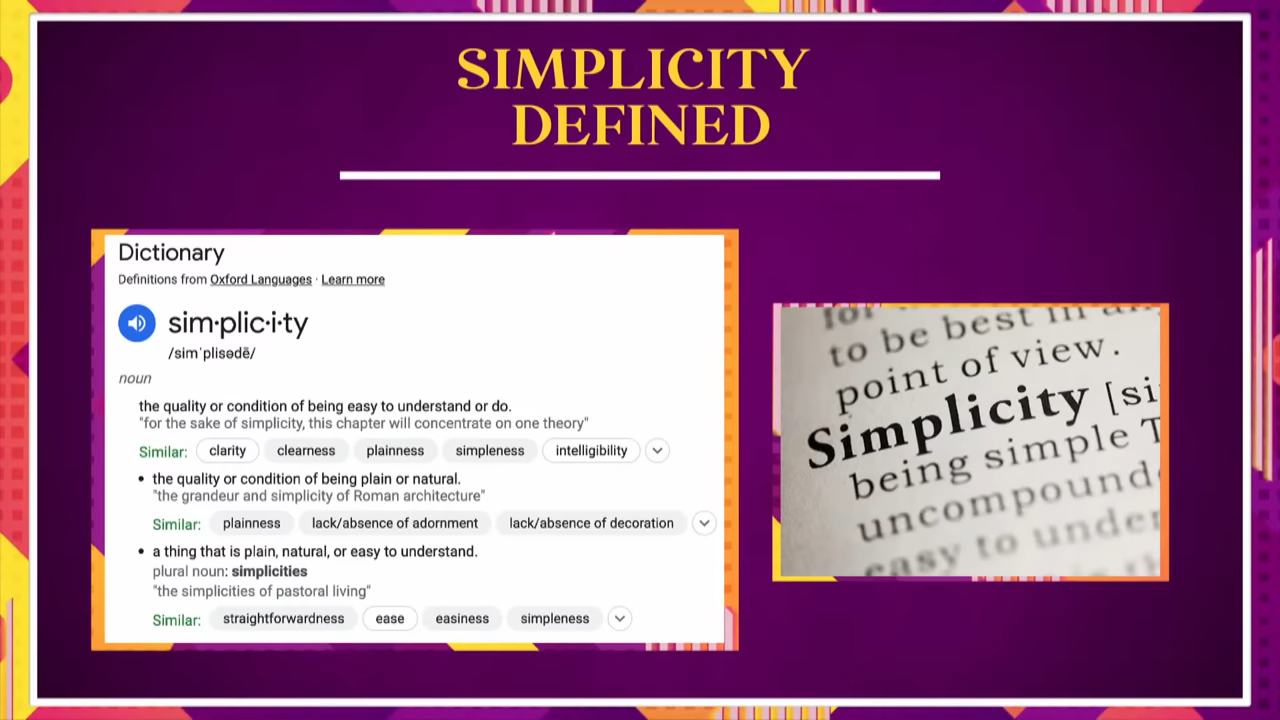 SIMPLICITY
DEFINED
Dictionary
Definitions from Oxford Languages · Learn more
sim·plic·i·ty
/simˈplisədē/
noun
the quality or condition of being easy to understand or do.
"for the sake of simplicity, this chapter will concentrate on one theory"
Similar: clarity clearness plainness simpleness intelligibility
• the quality or condition of being plain or natural.
"the grandeur and simplicity of Roman architecture"
Similar: plainness lack/absence of adornment lack/absence of decoration
• a thing that is plain, natural, or easy to understand.
plural noun: simplicities
"the simplicities of pastoral living"
Similar: straightforwardness ease easiness simpleness
for
to be best in
point of view.
Simplicity [si
being simple T
uncompound
easy to under